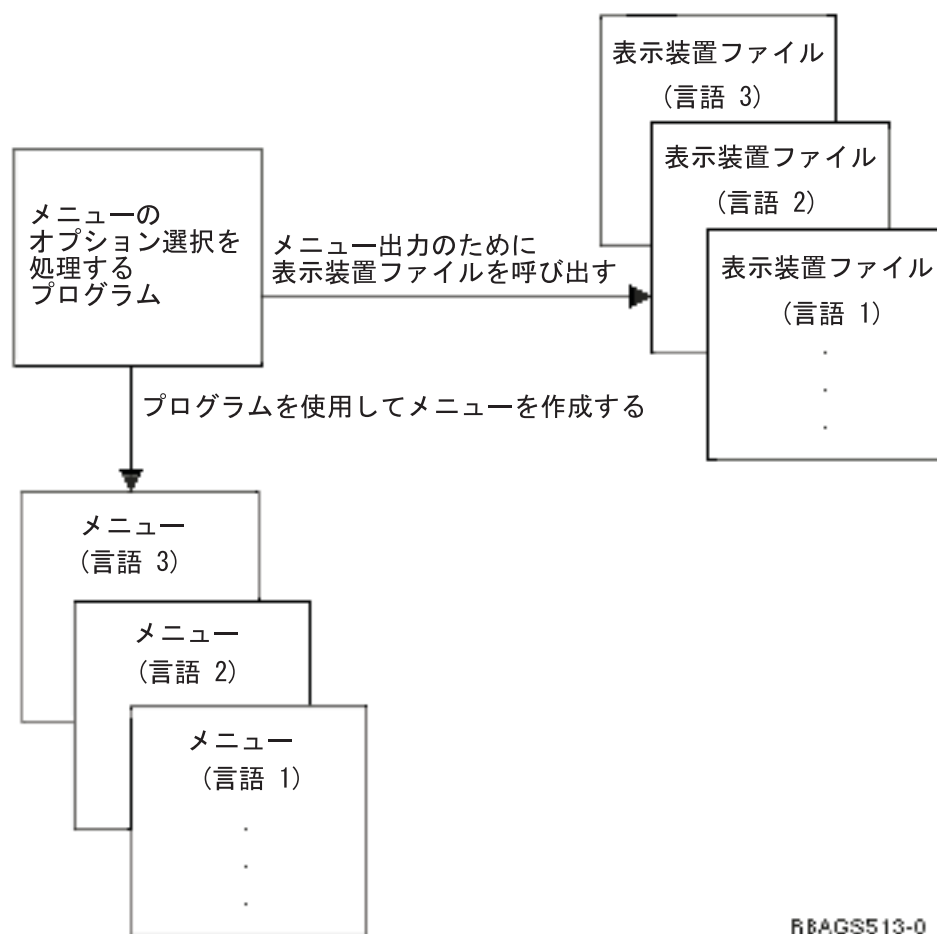 表示装置ファイル
(言語 3)
表示装置ファイル
(言語 2)
表示装置ファイル
(言語 1)
.
.
.
メニューの
オプション選択を
処理する
プログラム
メニュー出力のために
表示装置ファイルを呼び出す
プログラムを使用してメニューを作成する
メニュー
(言語 3)
メニュー
(言語 2)
メニュー
(言語 1)
.
.
.
RBAGS513-0